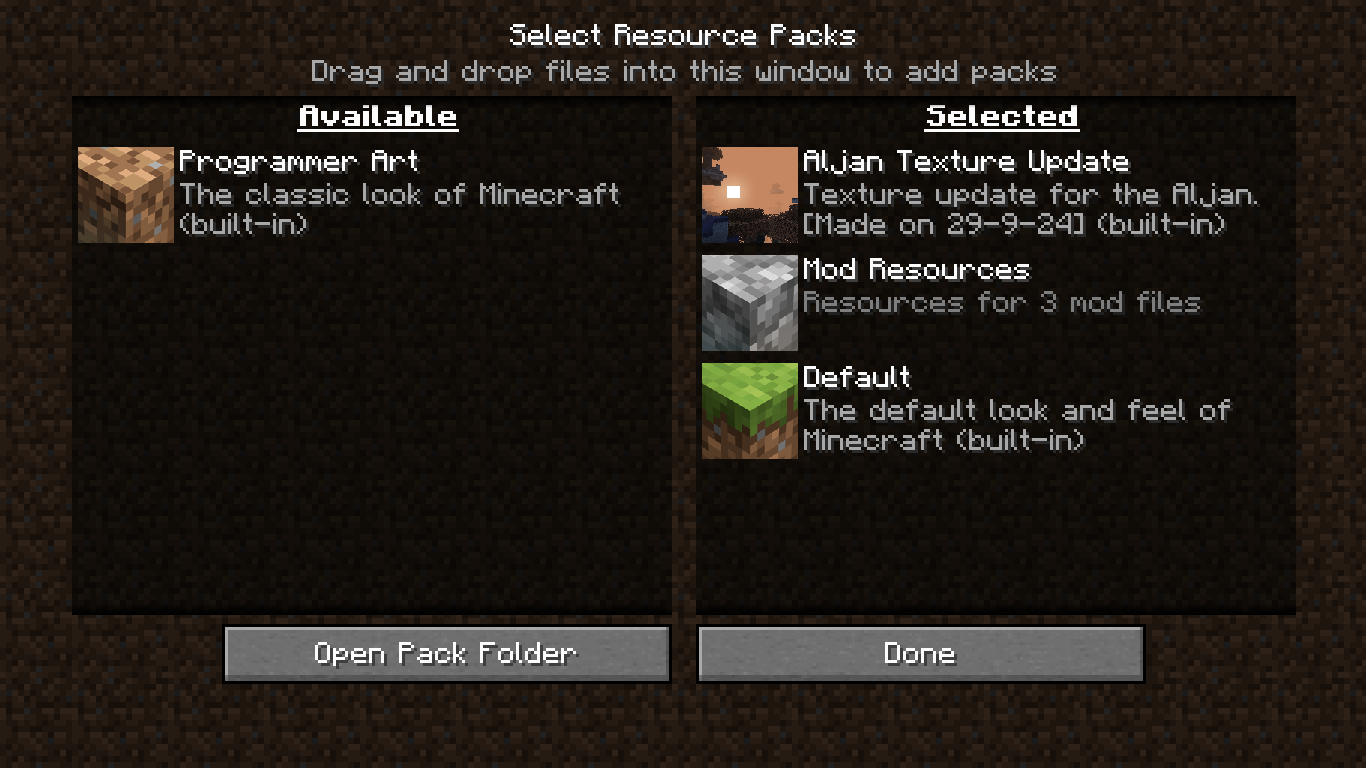 Select Resource Packs
Drag and drop files into this window to add packs
Available
Programmer Art
The classic look of Minecraft
(built-in)
Selected
Aljan Texture Update
Texture update for the Aljan.
[Made on 29-9-24] (built-in)
Mod Resources
Resources for 3 mod files
Default
The default look and feel of
Minecraft (built-in)
Open Pack Folder
Done